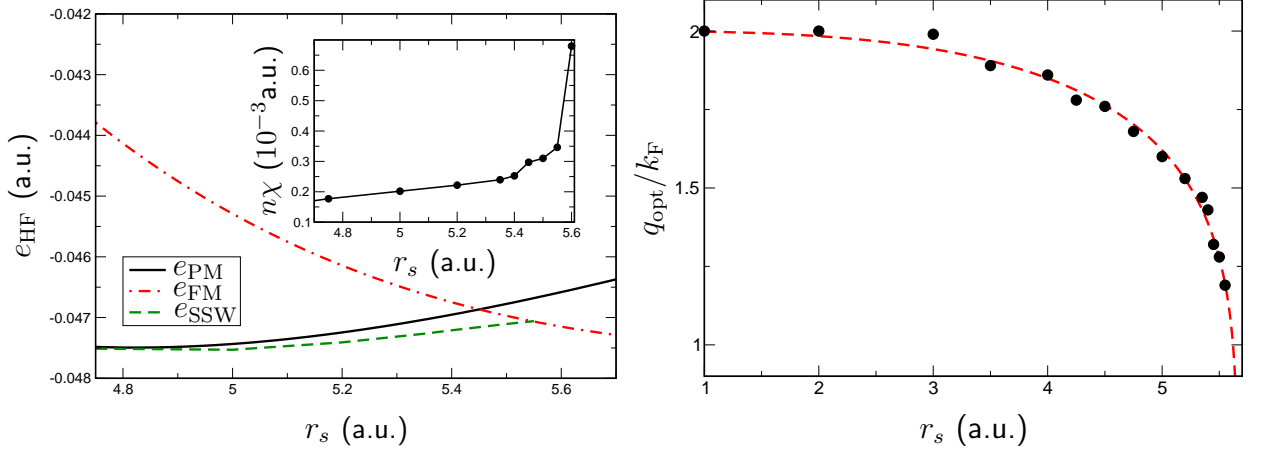 -0.042
-0.043
-0.044
-0.045
-0.046
-0.047
-0.048
e_HF (a.u.)
4.8 5 5.2 5.4 5.6
r_s (a.u.)
e_PM
e_FM
e_SSW
0.6
0.5
0.4
0.3
0.2
0.1
nχ (10^−3 a.u.)
4.8 5 5.2 5.4 5.6
r_s (a.u.)
2
1.5
1
q_opt/k_F
1 2 3 4 5
r_s (a.u.)